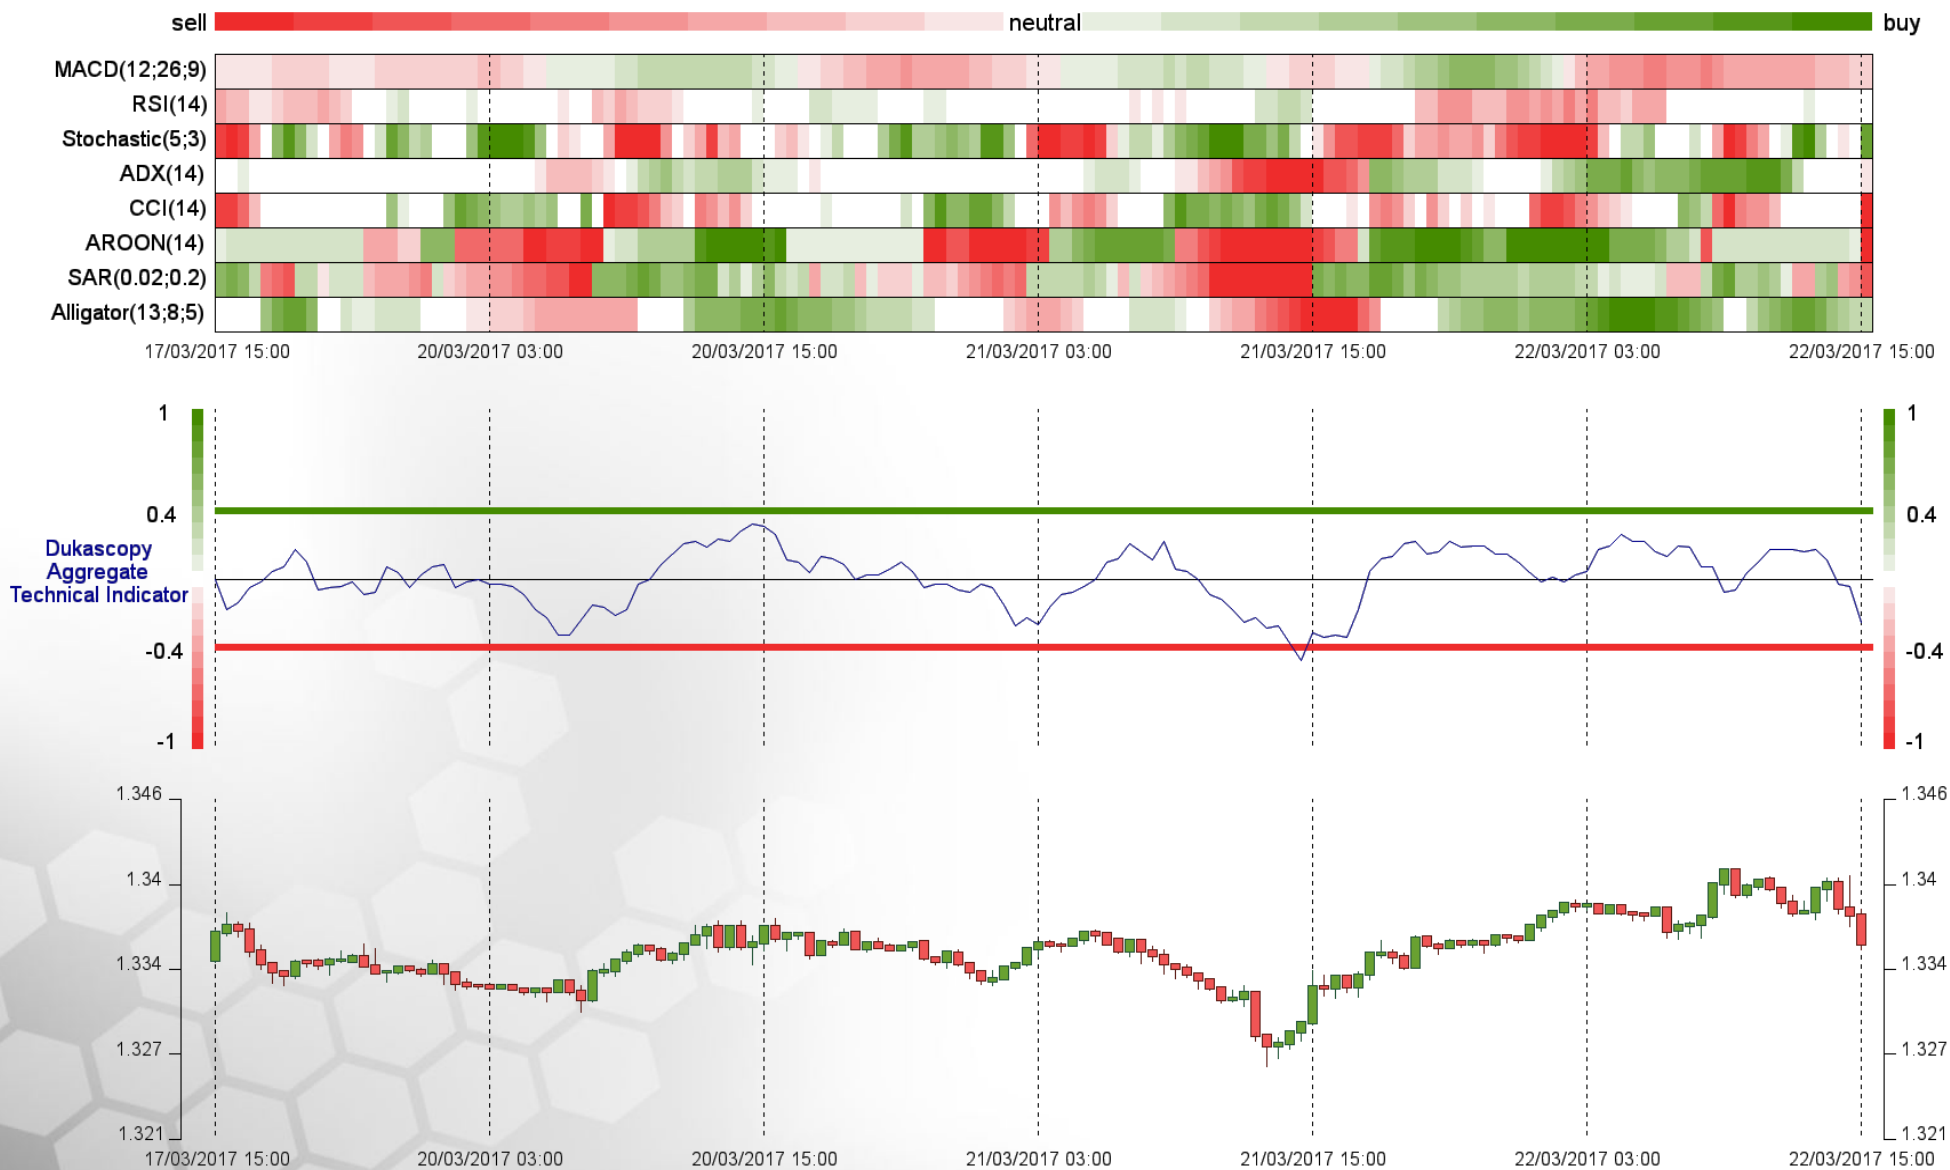 sell neutral buy
MACD(12;26;9)
RSI(14)
Stochastic(5;3)
ADX(14)
CCI(14)
AROON(14)
SAR(0.02;0.2)
Alligator(13;8;5)
17/03/2017 15:00 20/03/2017 03:00 20/03/2017 15:00 21/03/2017 03:00 21/03/2017 15:00 22/03/2017 03:00 22/03/2017 15:00
1 1
0.4 0.4
Dukascopy
Aggregate
Technical Indicator
-0.4 -0.4
-1 -1
1.346 1.346
1.34 1.34
1.334 1.334
1.327 1.327
1.321 1.321
17/03/2017 15:00 20/03/2017 03:00 20/03/2017 15:00 21/03/2017 03:00 21/03/2017 15:00 22/03/2017 03:00 22/03/2017 15:00